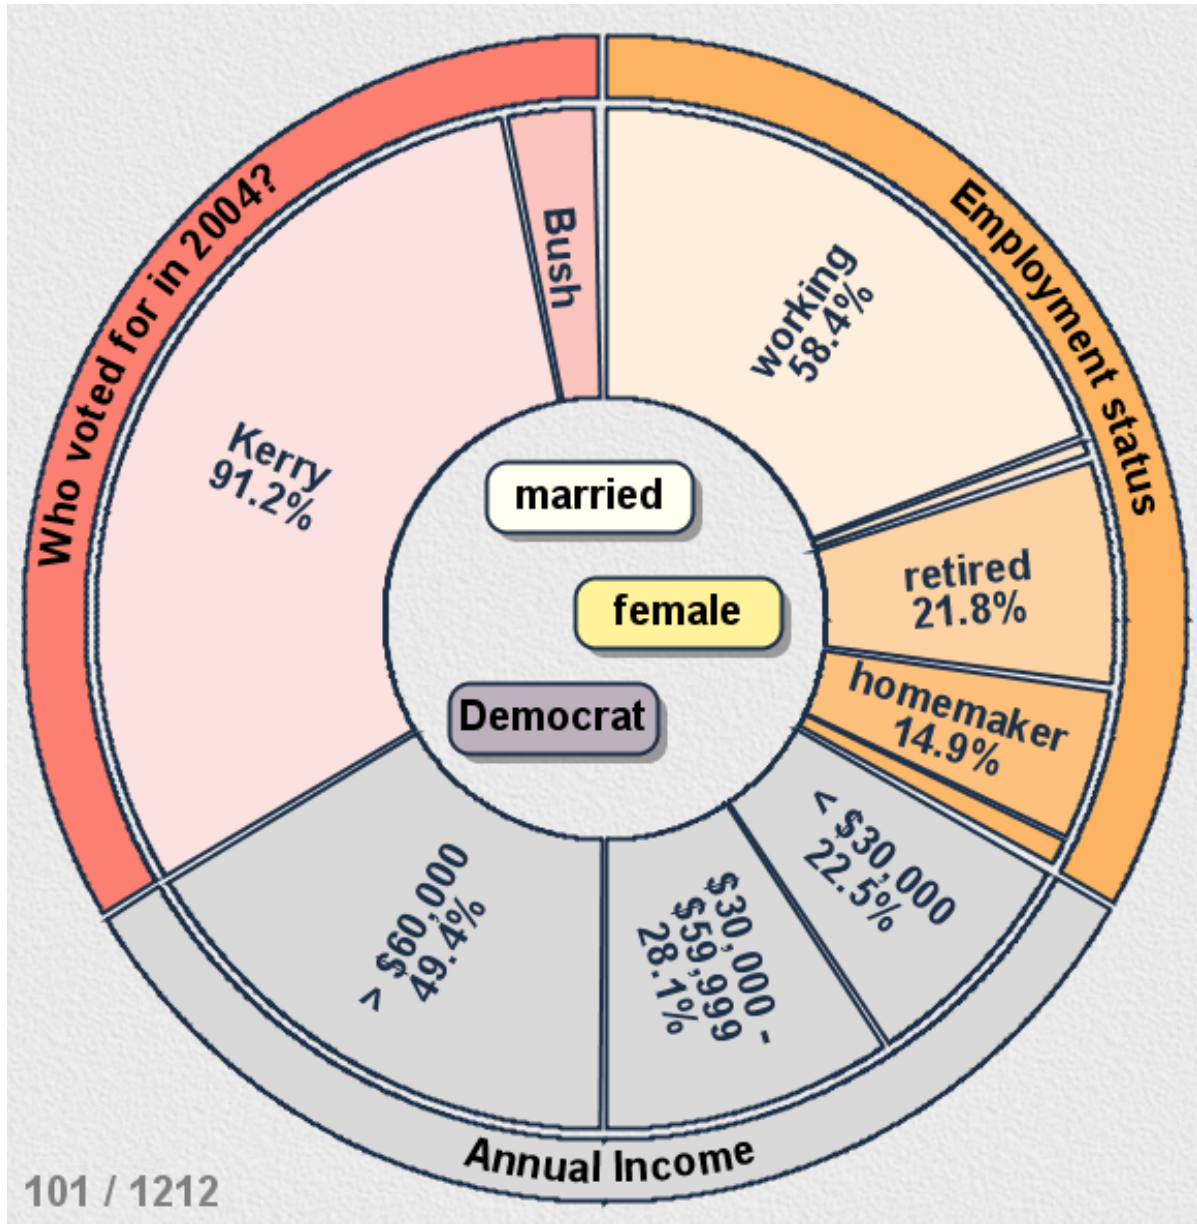 Who voted for in 2004?
Employment status
Bush
working
58.4%
Kerry
91.2%
married
female
Democrat
retired
21.8%
homemaker
14.9%
< $30,000
22.5%
$30,000 -
$59,999
28.1%
> $60,000
49.4%
Annual Income
101 / 1212